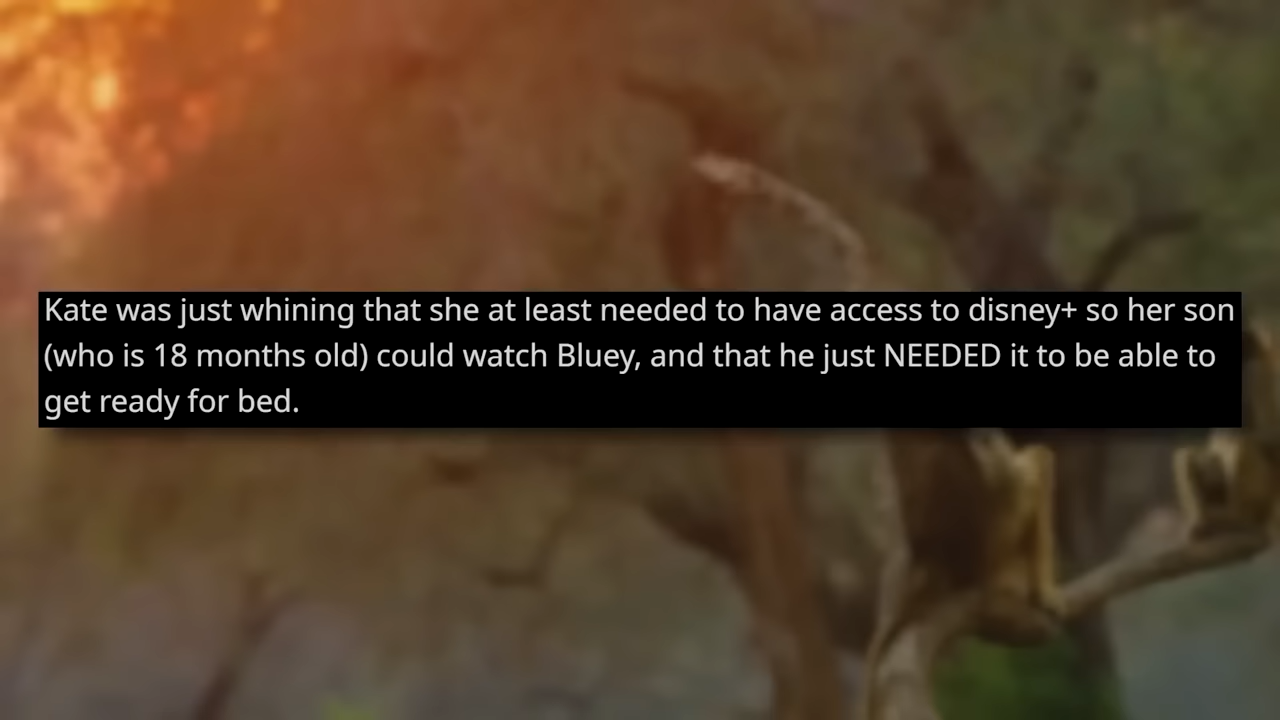 Kate was just whining that she at least needed to have access to disney+ so her son
(who is 18 months old) could watch Bluey, and that he just NEEDED it to be able to
get ready for bed.